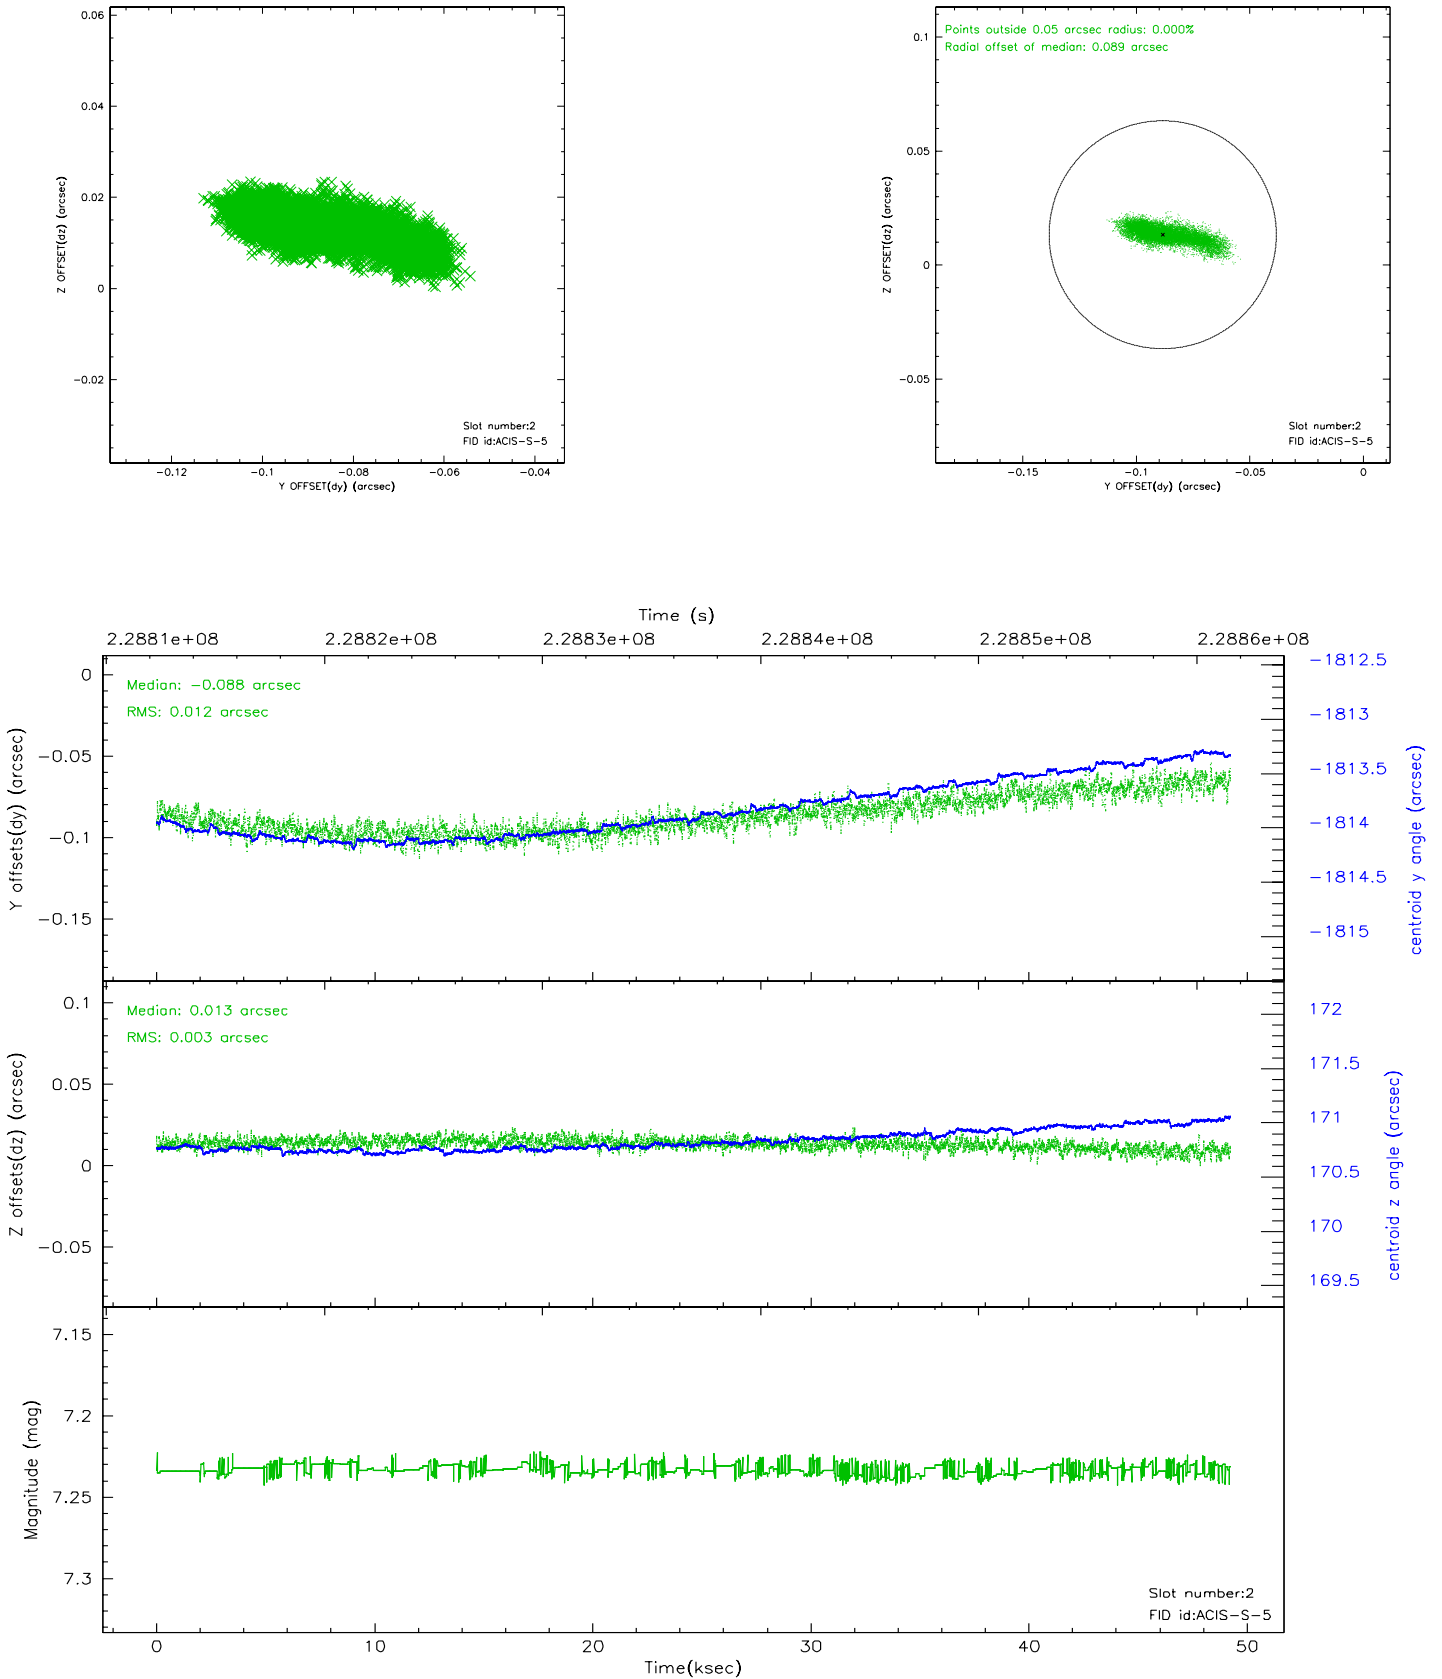 0.06
0.04
0.02
0
−0.02
Z OFFSET(dz) (arcsec)
Slot number:2
FID id:ACIS−S−5
−0.12 −0.1 −0.08 −0.06 −0.04
Y OFFSET(dy) (arcsec)
Points outside 0.05 arcsec radius: 0.000%
Radial offset of median: 0.089 arcsec
0.1
0.05
0
−0.05
Z OFFSET(dz) (arcsec)
Slot number:2
FID id:ACIS−S−5
−0.15 −0.1 −0.05 0
Y OFFSET(dy) (arcsec)
Time (s)
2.2881e+08 2.2882e+08 2.2883e+08 2.2884e+08 2.2885e+08 2.2886e+08
Median: −0.088 arcsec
RMS: 0.012 arcsec
0
−0.05
−0.1
−0.15
Y offsets(dy) (arcsec)
−1812.5
−1813
−1813.5
−1814
−1814.5
−1815
centroid y angle (arcsec)
Median: 0.013 arcsec
RMS: 0.003 arcsec
0.1
0.05
0
−0.05
Z offsets(dz) (arcsec)
172
171.5
171
170.5
170
169.5
centroid z angle (arcsec)
7.15
7.2
7.25
7.3
Magnitude (mag)
Slot number:2
FID id:ACIS−S−5
0 10 20 30 40 50
Time(ksec)